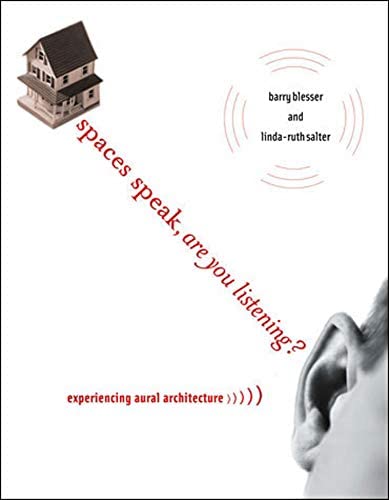 barry blesser
and
linda-ruth salter
spaces speak, are you listening?
experiencing aural architecture )))))